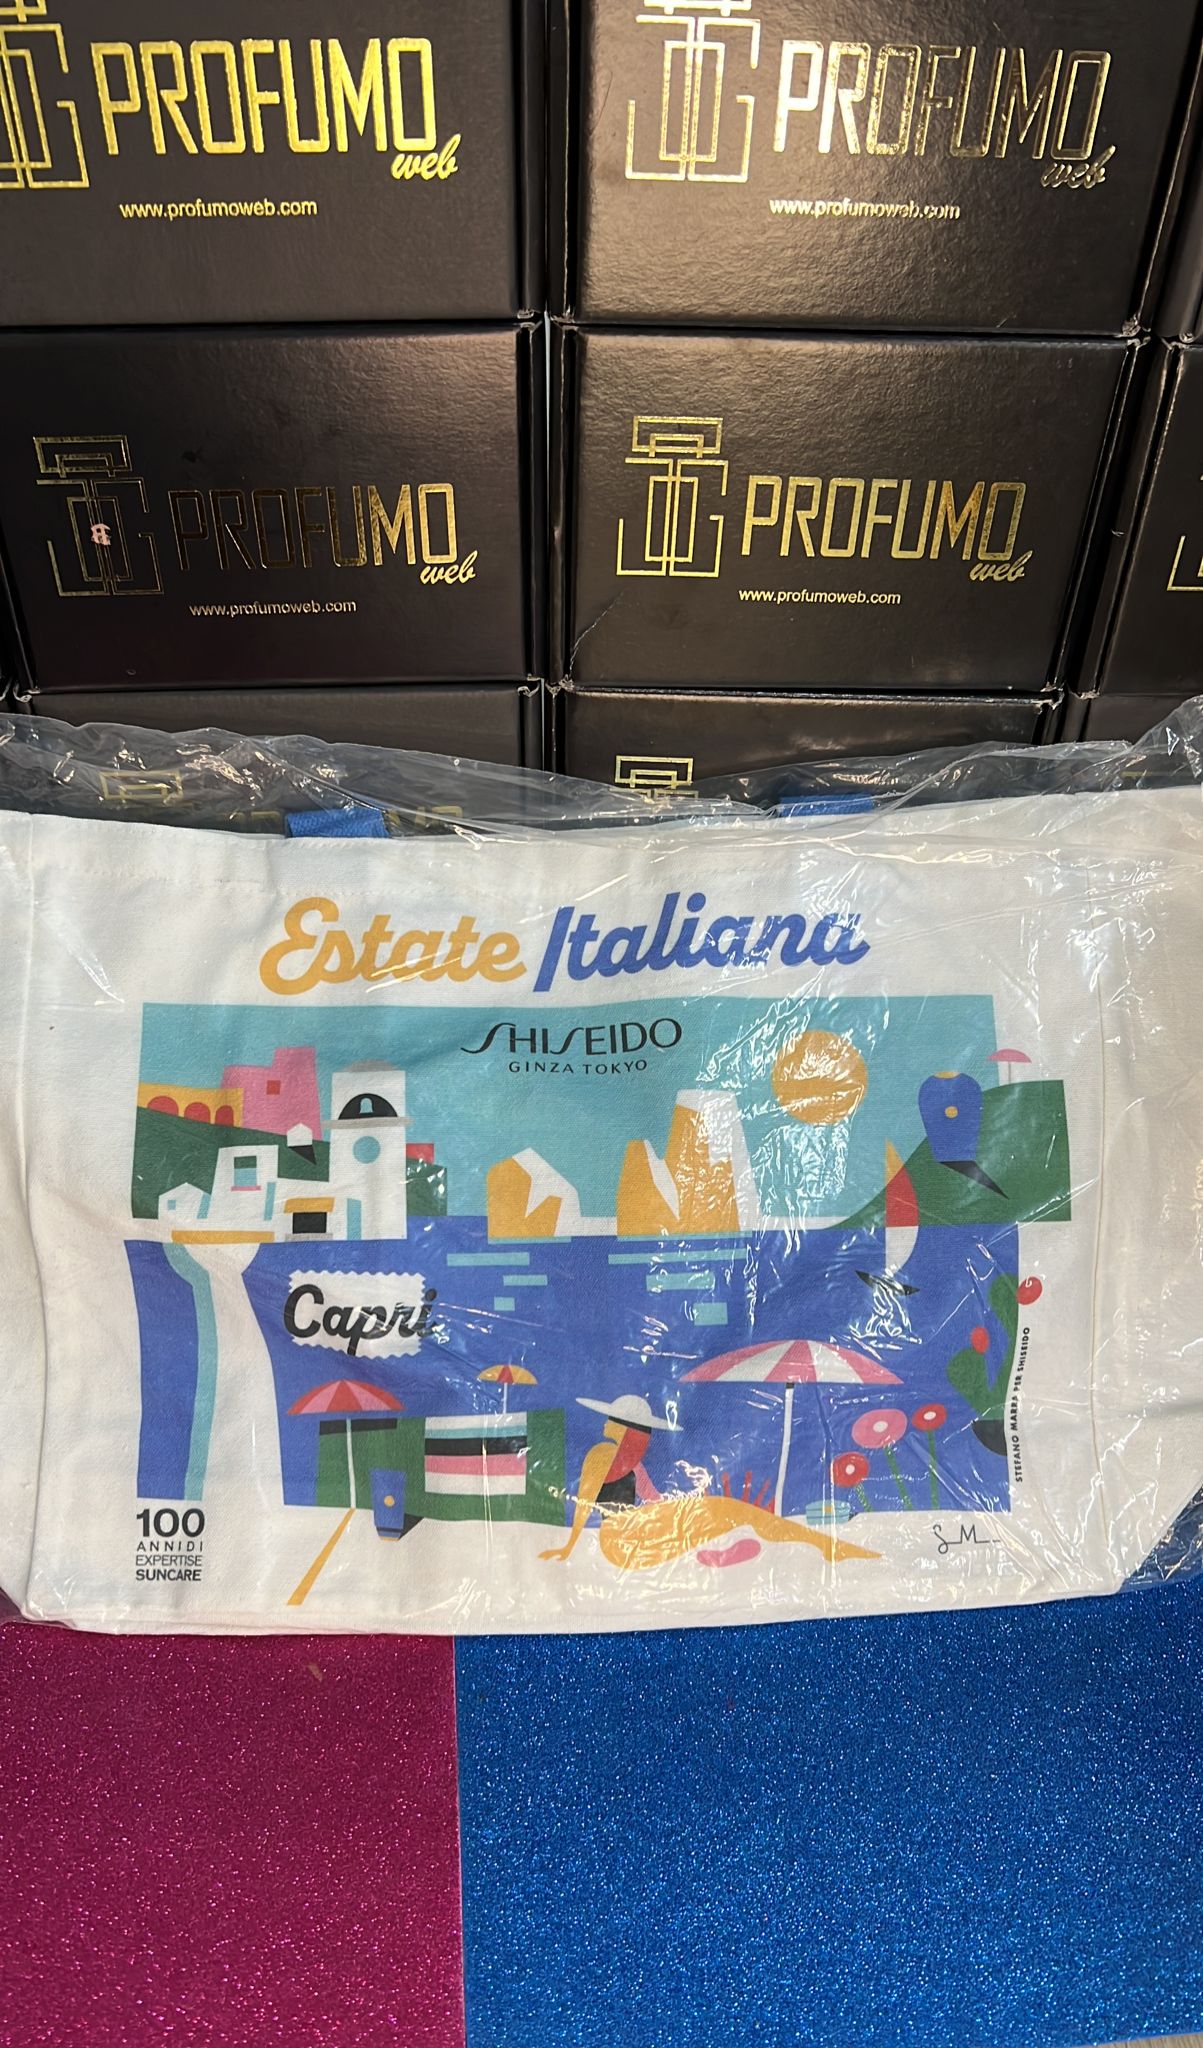 PROFUMO
web
www.profumoweb.com
PROFUMO
web
www.profumoweb.com
PROFUMO
web
www.profumoweb.com
PROFUMO
web
www.profumoweb.com
Estate Italiana
SHISEIDO
GINZA TOKYO
Capri
STEFANO MARRA PER SHISEIDO
100
ANNI DI
EXPERTISE
SUNCARE
SM